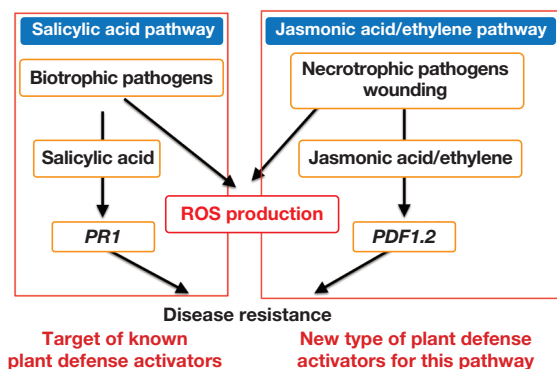 Salicylic acid pathway
Jasmonic acid/ethylene pathway
Biotrophic pathogens
Necrotrophic pathogens
wounding
Salicylic acid
Jasmonic acid/ethylene
ROS production
PR1
PDF1.2
Disease resistance
Target of known
plant defense activators
New type of plant defense
activators for this pathway